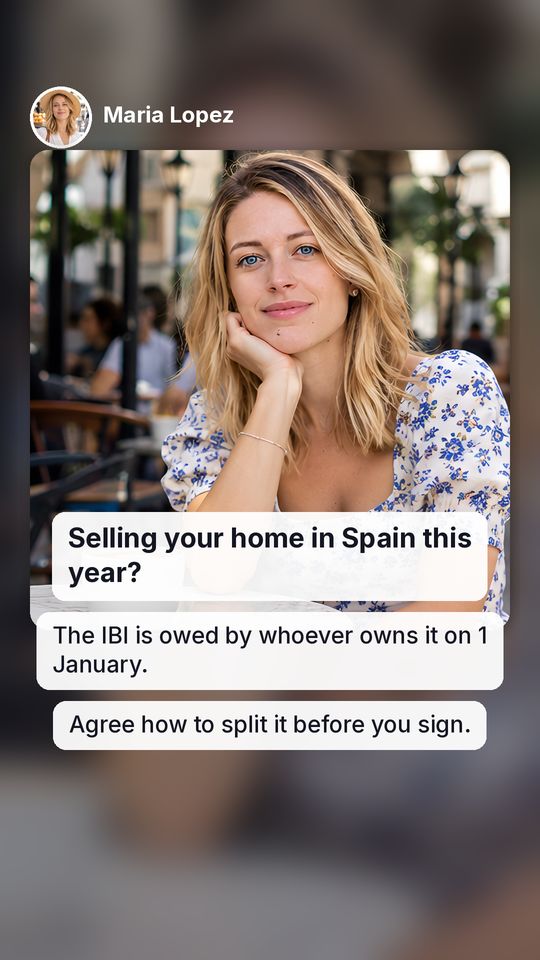 Maria Lopez
Selling your home in Spain this
year?
The IBI is owed by whoever owns it on 1
January.
Agree how to split it before you sign.